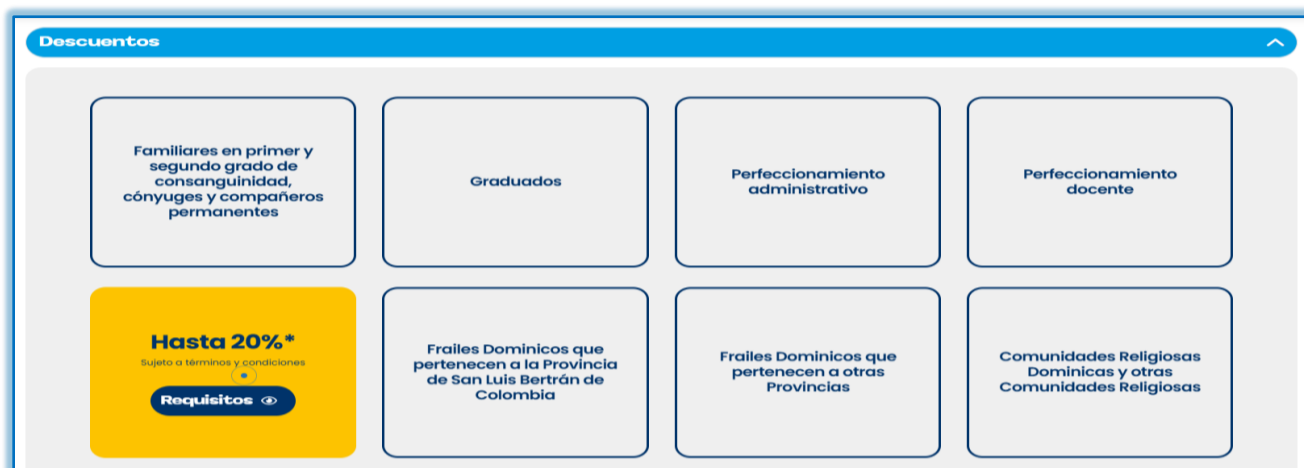 Descuentos
Familiares en primer y
segundo grado de
consanguinidad,
cónyuges y compañeros
permanentes
Graduados
Perfeccionamiento
administrativo
Perfeccionamiento
docente
Hasta 20%*
Sujeto a términos y condiciones
Requisitos
Frailes Dominicos que
pertenecen a la Provincia
de San Luis Bertrán de
Colombia
Frailes Dominicos que
pertenecen a otras
Provincias
Comunidades Religiosas
Dominicas y otras
Comunidades Religiosas